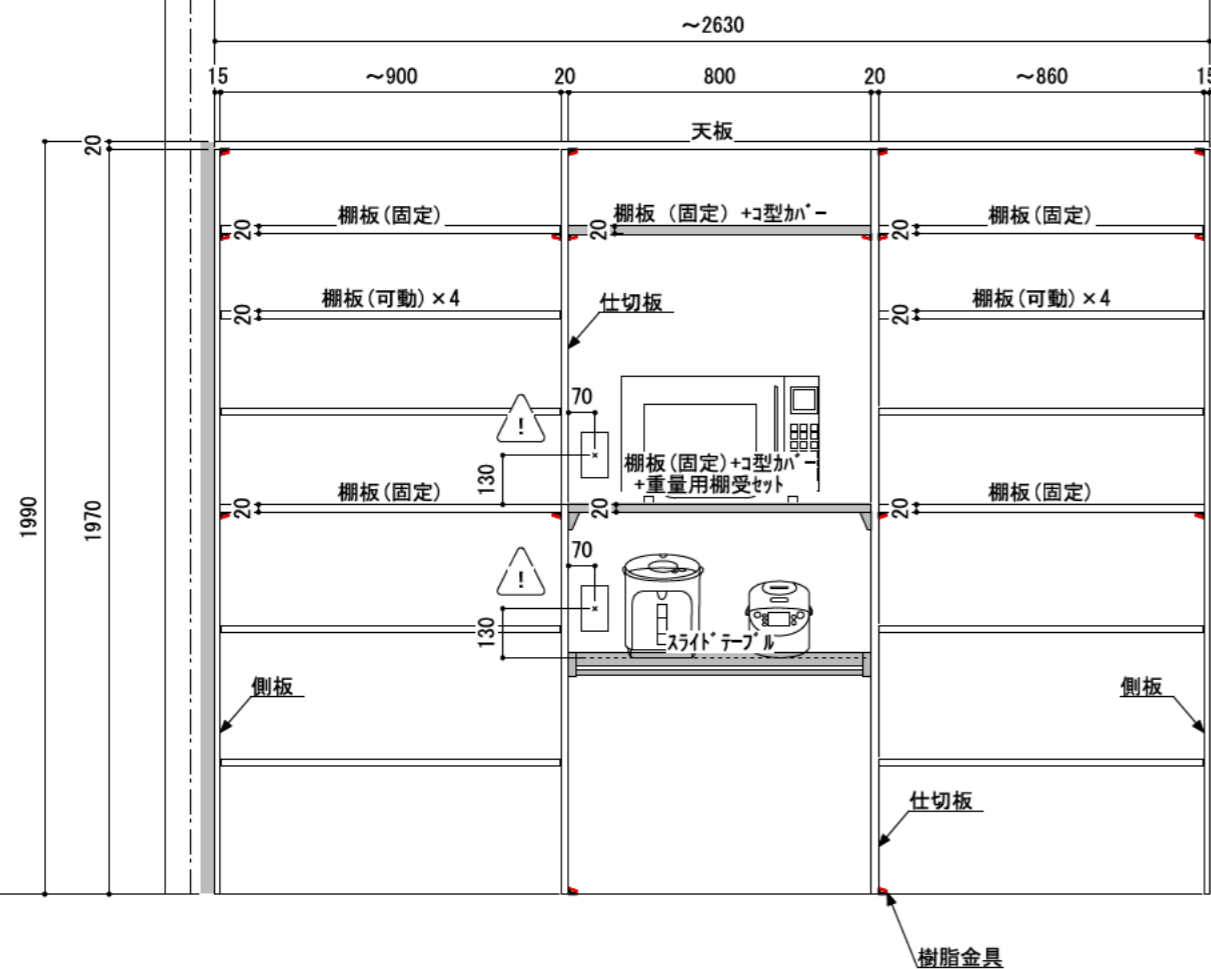 ~2630
15 ~900 20 800 20 ~860 15
天板
20
棚板(固定) 棚板(固定)+コ型カバー 棚板(固定)
20 20 20
棚板(可動)×4 棚板(可動)×4
20 20
仕切板
70
!
130
棚板(固定)+コ型カバー
+重量用棚受セット
棚板(固定) 棚板(固定)
20 20 20
1990 1970
70
!
130
スライドテーブル
側板 側板
仕切板
樹脂金具